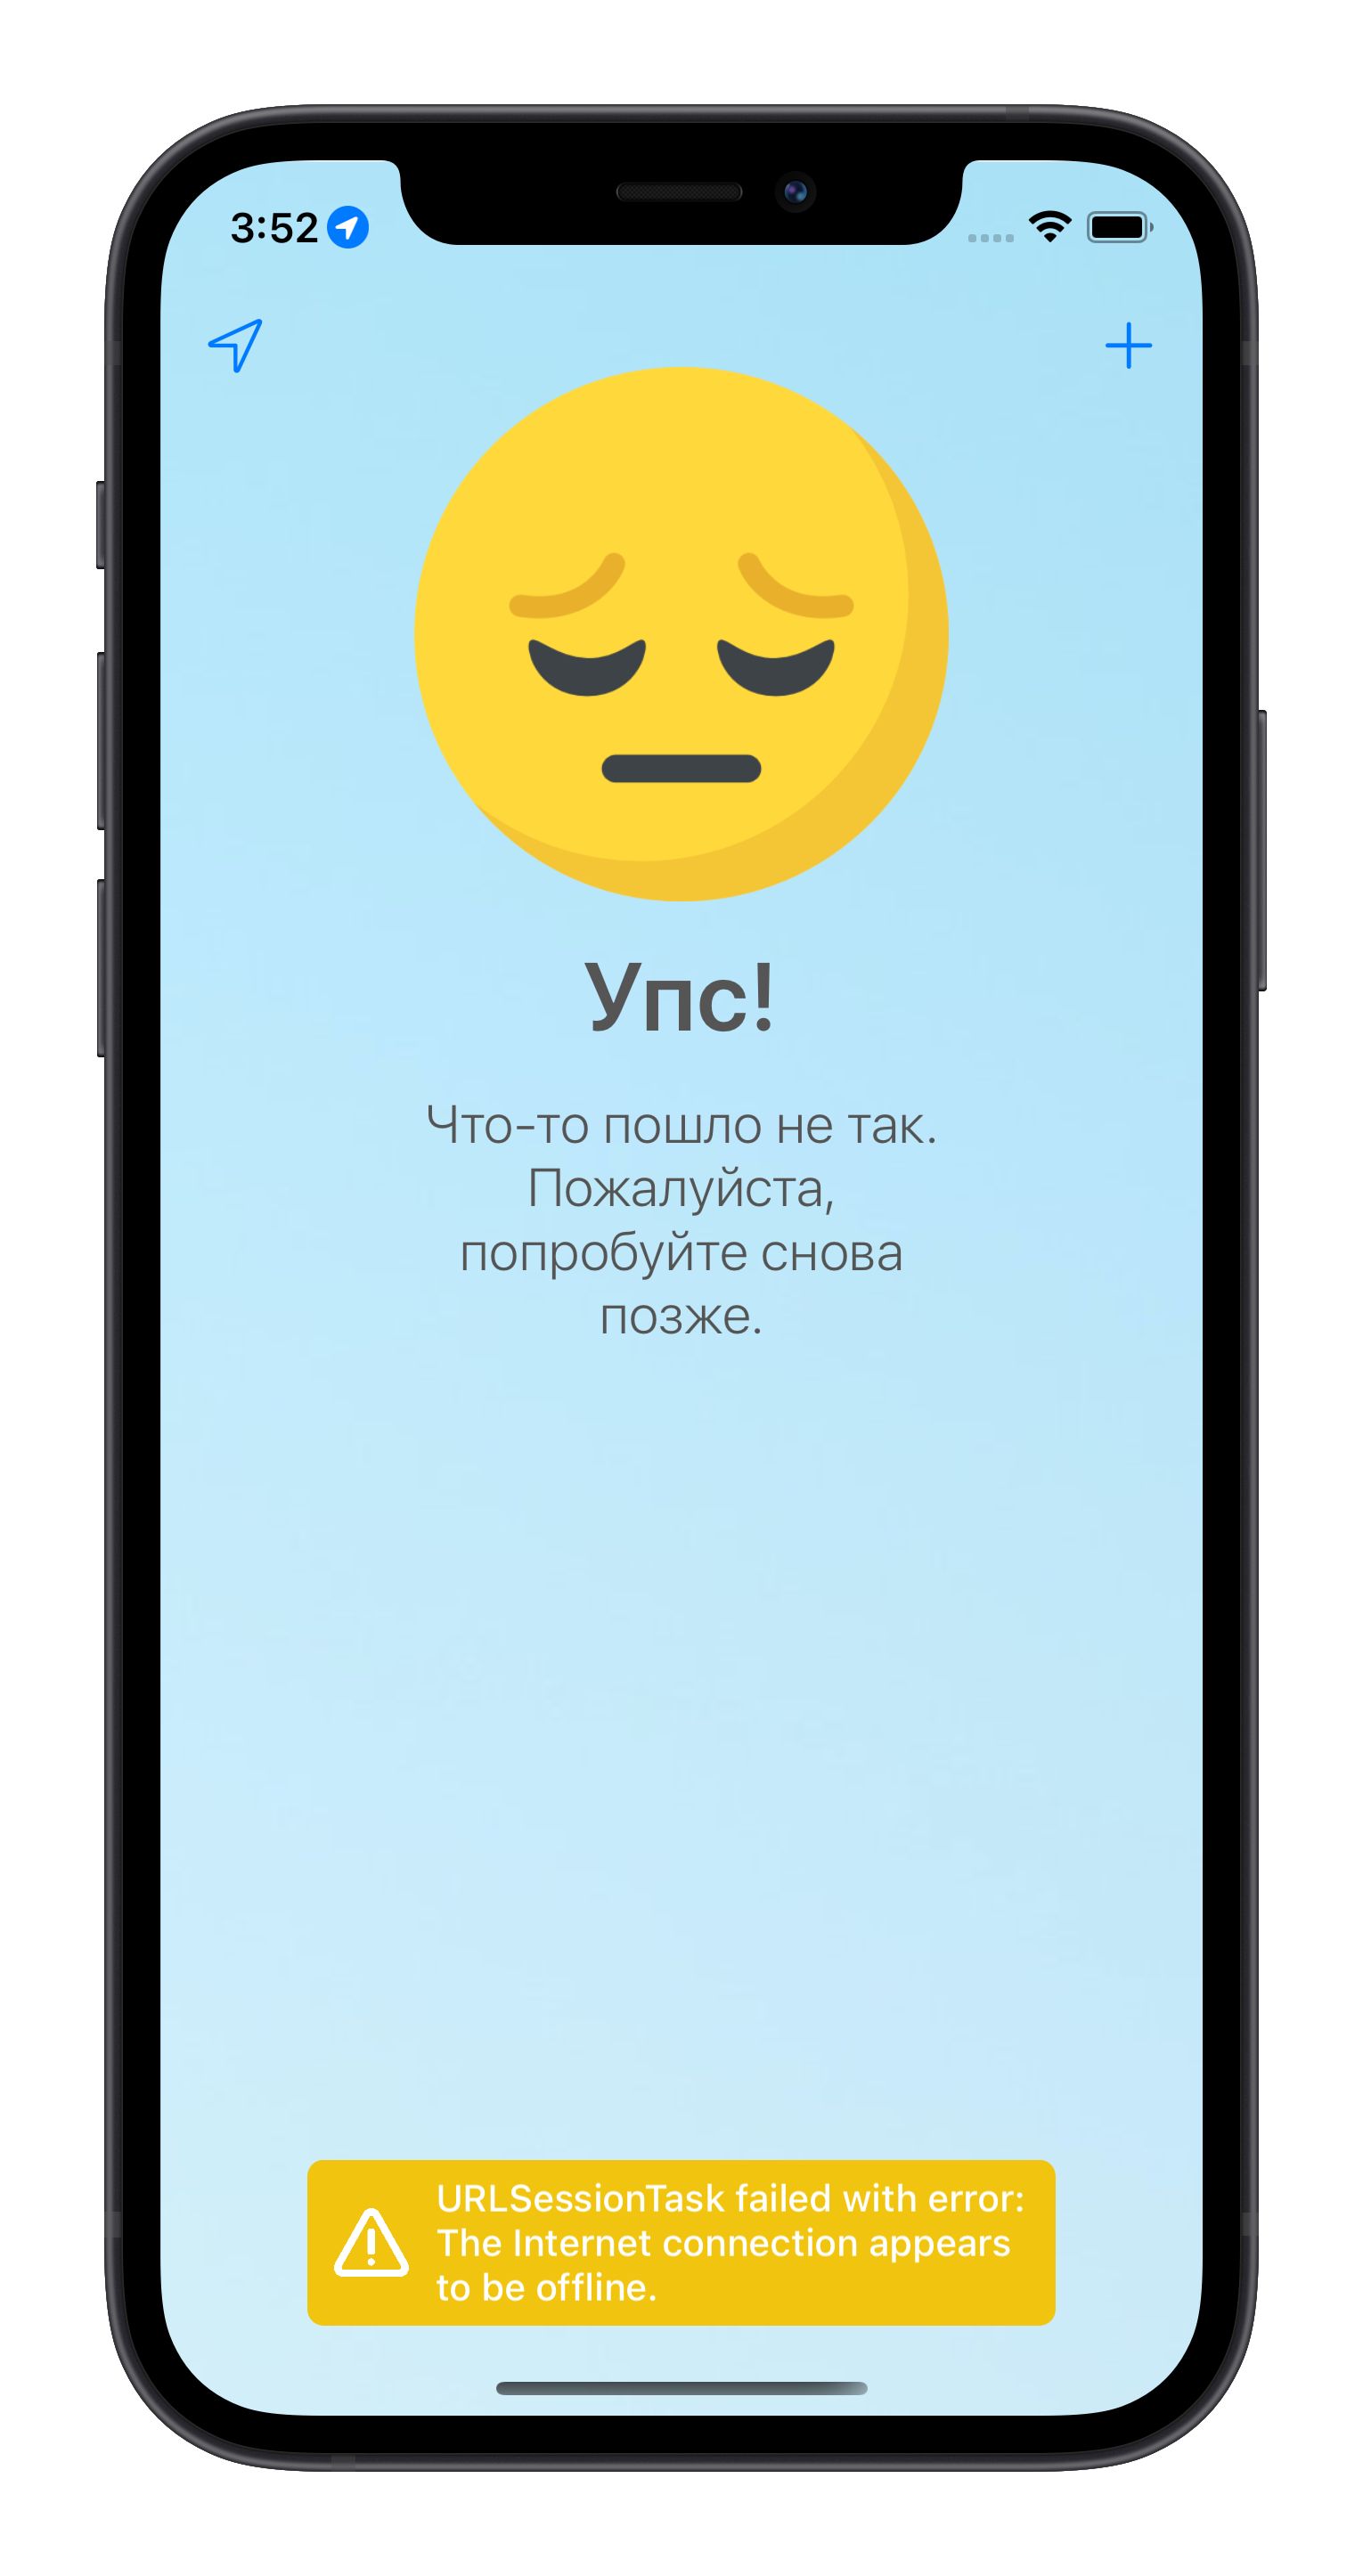 3:52
Упс!
Что-то пошло не так.
Пожалуйста,
попробуйте снова
позже.
URLSessionTask failed with error:
The Internet connection appears
to be offline.